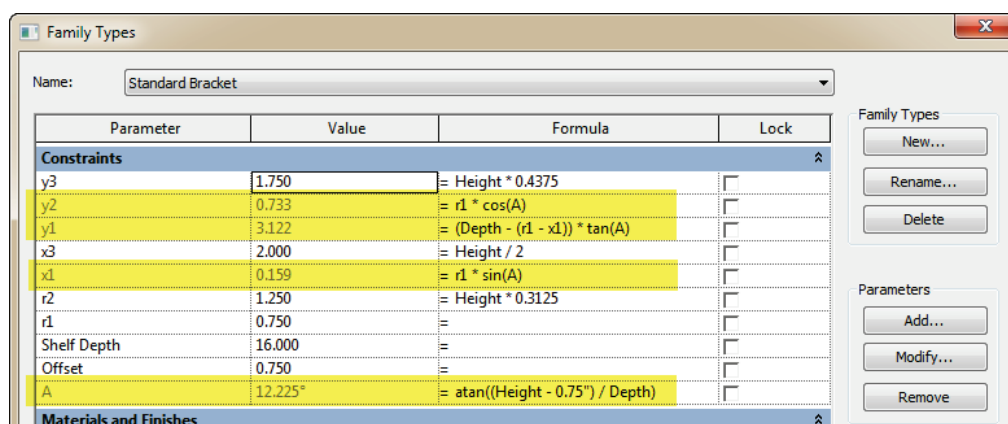 Family Types
Name: Standard Bracket
Parameter Value Formula Lock
Constraints
y3 1.750 = Height * 0.4375
y2 0.733 = r1 * cos(A)
y1 3.122 = (Depth - (r1 - x1)) * tan(A)
x3 2.000 = Height / 2
x1 0.159 = r1 * sin(A)
r2 1.250 = Height * 0.3125
r1 0.750 =
Shelf Depth 16.000 =
Offset 0.750 =
A 12.225° = atan((Height - 0.75") / Depth)
Materials and Finishes
Family Types
New...
Rename...
Delete
Parameters
Add...
Modify...
Remove